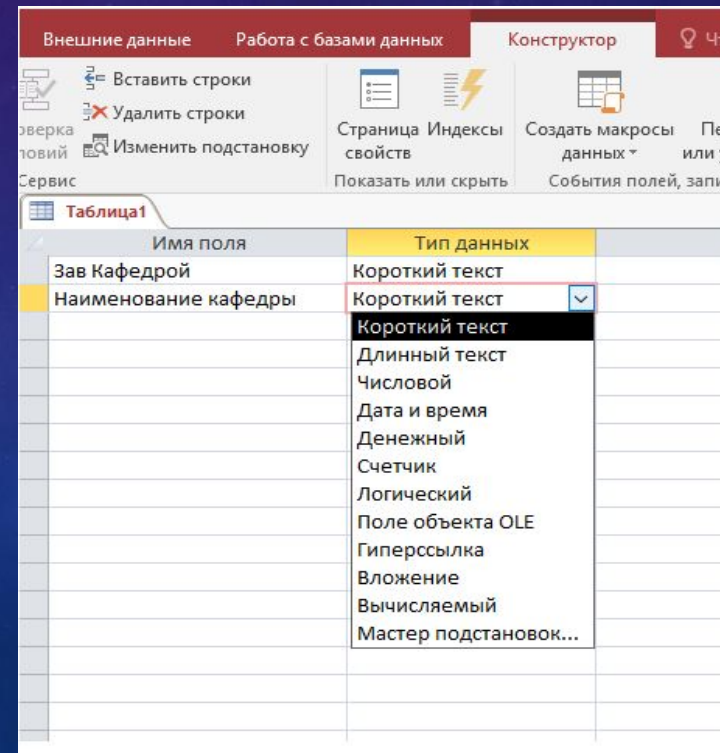 Внешние данные Работа с базами данных Конструктор
Вставить строки
Удалить строки
Изменить подстановку
Сервис
Страница свойств
Индексы
Показать или скрыть
Создать макросы данных
События полей,
Таблица1
Имя поля Тип данных
Зав Кафедрой Короткий текст
Наименование кафедры Короткий текст
Короткий текст
Длинный текст
Числовой
Дата и время
Денежный
Счетчик
Логический
Поле объекта OLE
Гиперссылка
Вложение
Вычисляемый
Мастер подстановок...